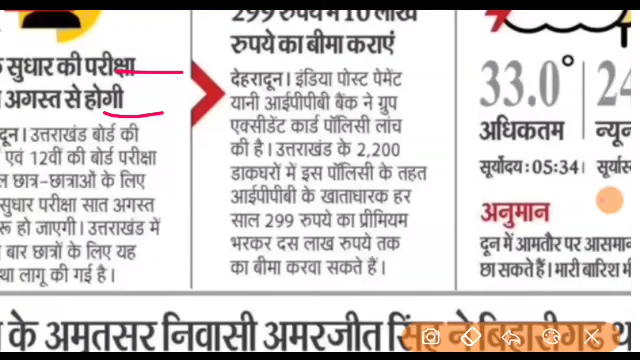 सुधार की परीक्षा
अगस्त से होगी
उत्तराखंड बोर्ड की
एवं 12वीं की बोर्ड परीक्षा
छात्र-छात्राओं के लिए
सुधार परीक्षा सात अगस्त
हो जाएगी। उत्तराखंड में
बार छात्रों के लिए यह
लागू की गई है।
299 रुपये में 10 लाख
रुपये का बीमा कराएं
देहरादून। इंडिया पोस्ट पेमेंट
यानी आईपीपीबी बैंक ने ग्रुप
एक्सीडेंट कार्ड पॉलिसी लांच
की है। उत्तराखंड के 2,200
डाकघरों में इस पॉलिसी के तहत
आईपीपीबी के खाताधारक हर
साल 299 रुपये का प्रीमियम
भरकर दस लाख रुपये तक
का बीमा करवा सकते हैं।
33.0°
अधिकतम
सूर्योदय: 05:34।
अनुमान
दून में आमतौर पर
छा सकते हैं। भारी बारिश
के अमृतसर निवासी अमरजीत